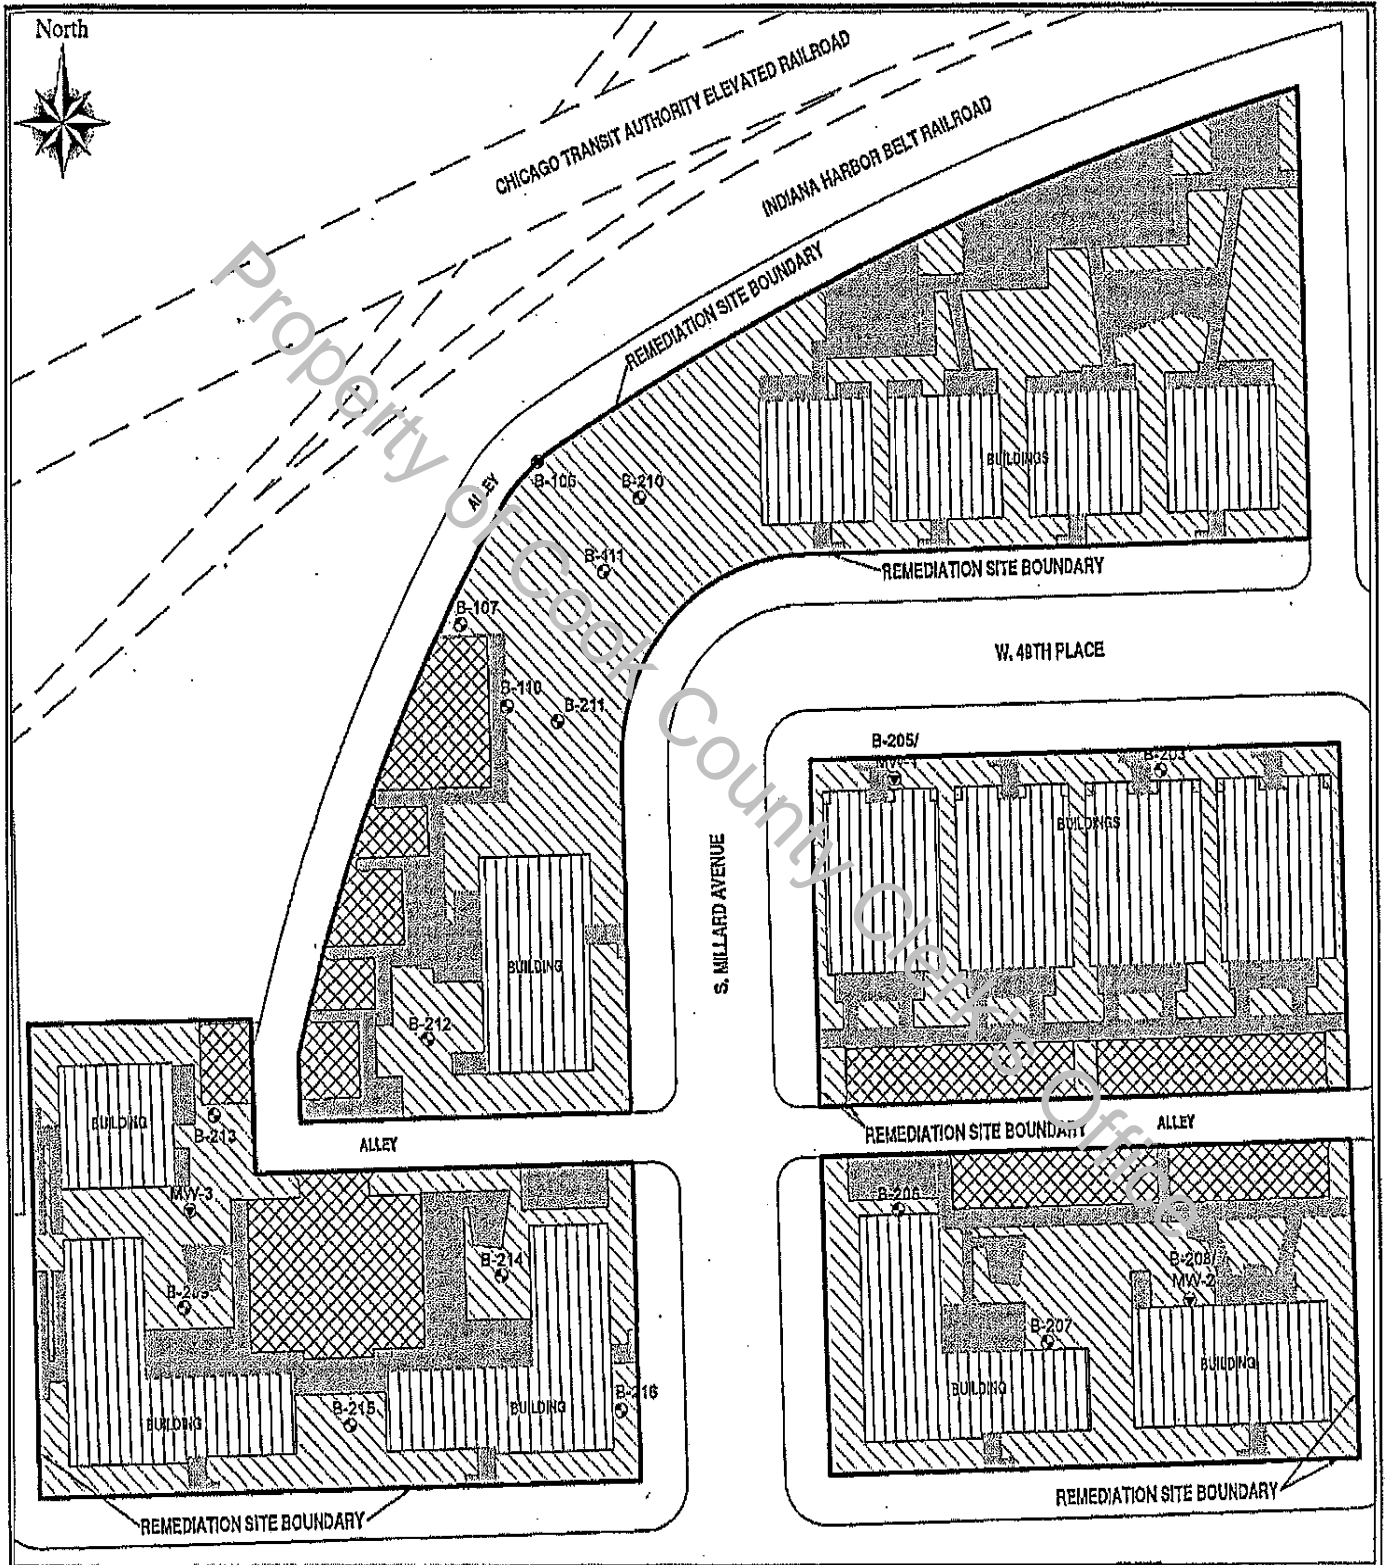 North
CHICAGO TRANSIT AUTHORITY ELEVATED RAILROAD
INDIANA HARBOR BELT RAILROAD
REMEDIATION SITE BOUNDARY
Property of Cook County Clerk's Office
ALLEY
B-106
B-210
BUILDINGS
B-111
REMEDIATION SITE BOUNDARY
B-107
W. 49TH PLACE
B-110
B-211
B-205/
MW-1
B-203
BUILDINGS
S. MILLARD AVENUE
BUILDING
B-212
BUILDING
B-213
ALLEY
REMEDIATION SITE BOUNDARY
ALLEY
MW-3
B-206
B-214
B-208/
MW-2
B-209
B-207
BUILDING
BUILDING
B-216
BUILDING
B-215
BUILDING
REMEDIATION SITE BOUNDARY
REMEDIATION SITE BOUNDARY